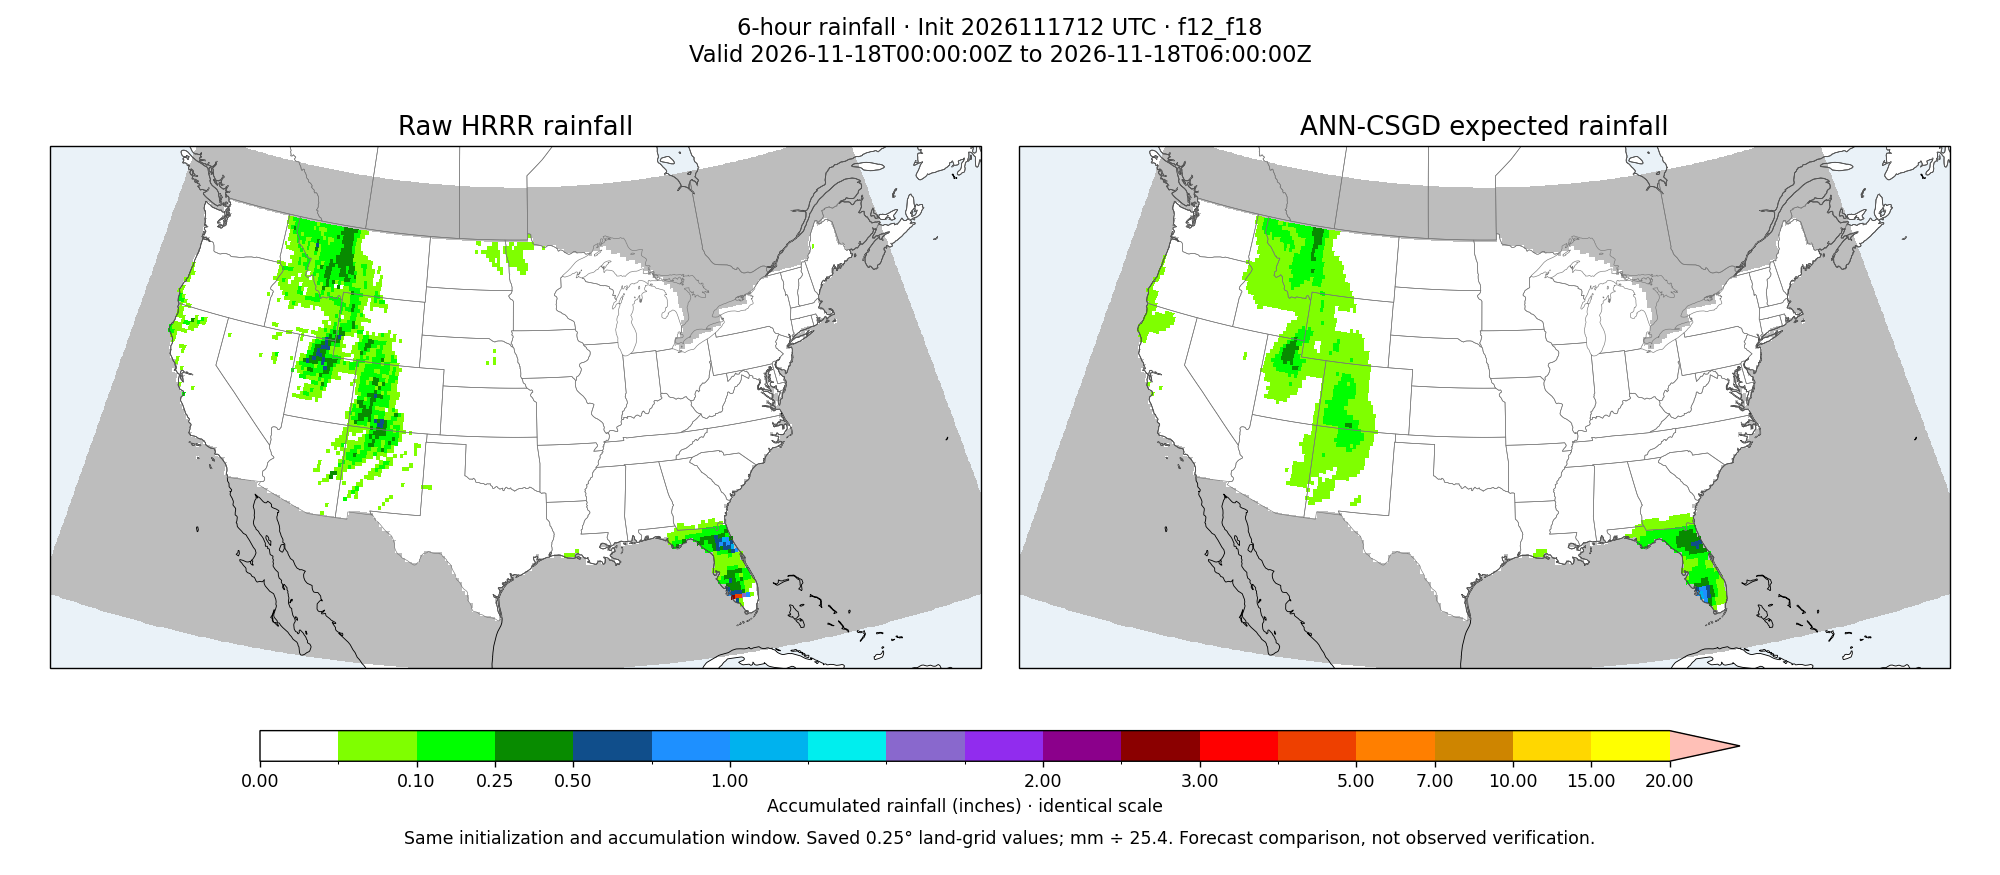 6-hour rainfall · Init 2026111712 UTC · f12_f18
Valid 2026-11-18T00:00:00Z to 2026-11-18T06:00:00Z
Raw HRRR rainfall
ANN-CSGD expected rainfall
0.00 0.10 0.25 0.50 1.00 2.00 3.00 5.00 7.00 10.00 15.00 20.00
Accumulated rainfall (inches) · identical scale
Same initialization and accumulation window. Saved 0.25° land-grid values; mm ÷ 25.4. Forecast comparison, not observed verification.